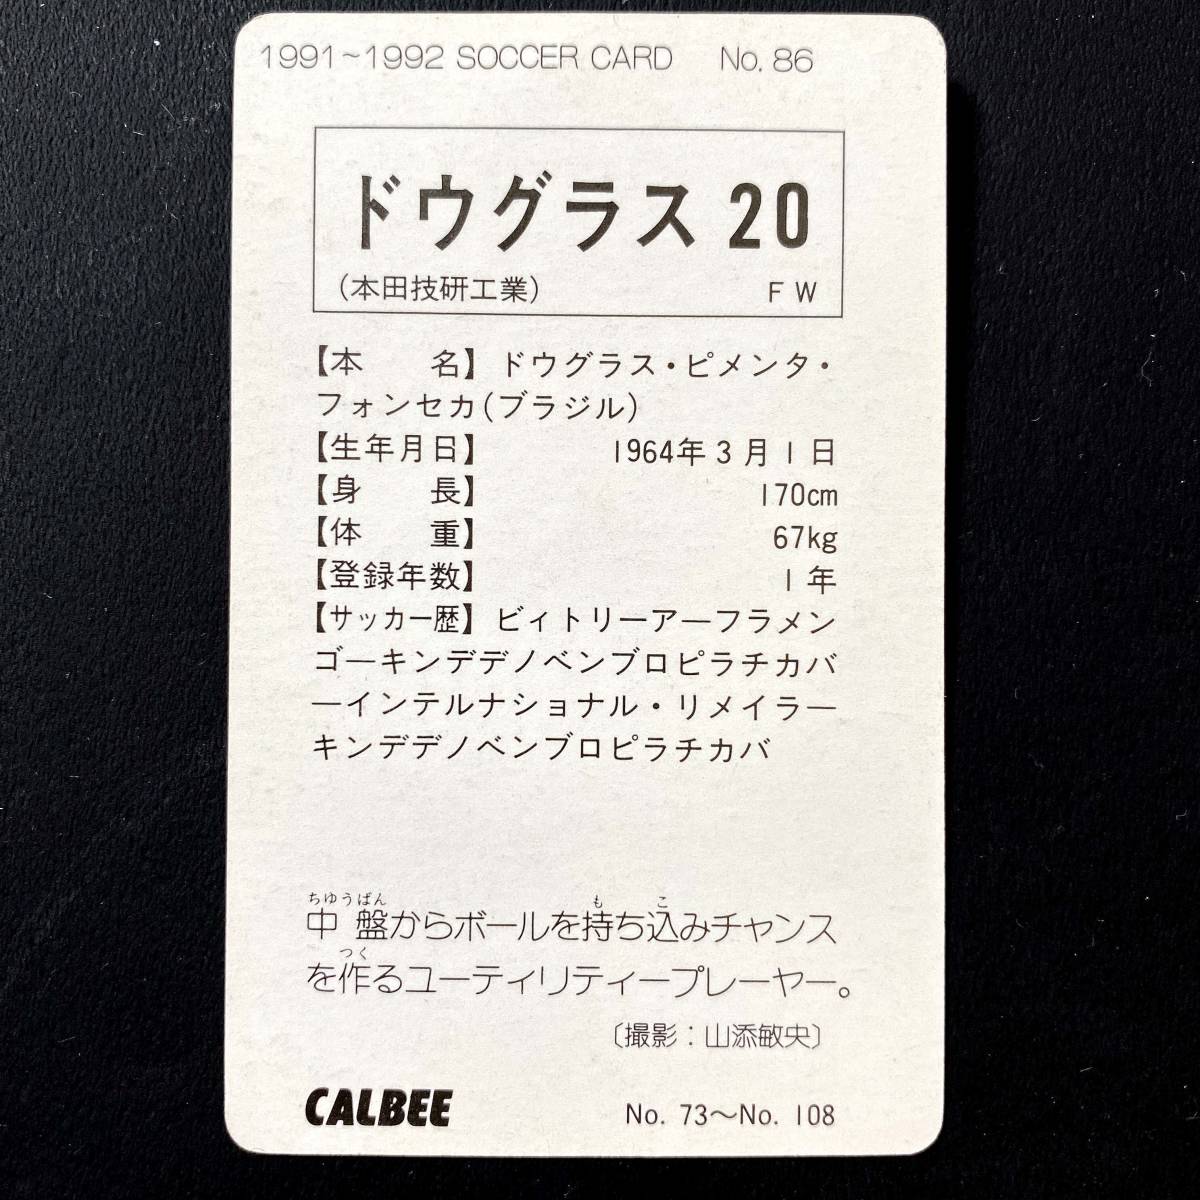 1991~1992 SOCCER CARD No. 86
ドウグラス 20
(本田技研工業) FW
【本　名】ドウグラス・ピメンタ・
フォンセカ(ブラジル)
【生年月日】 1964年3月1日
【身　長】 170cm
【体　重】 67kg
【登録年数】 1年
【サッカー歴】ビィトリーアーフラメン
ゴーキンデデノベンブロピラチカバ
―インテルナショナル・リメイラ―
キンデデノベンブロピラチカバ
ちゆうばん も こ
中盤からボールを持ち込みチャンス
つく
を作るユーティリティープレーヤー。
〔撮影：山添敏央〕
CALBEE No. 73〜No. 108